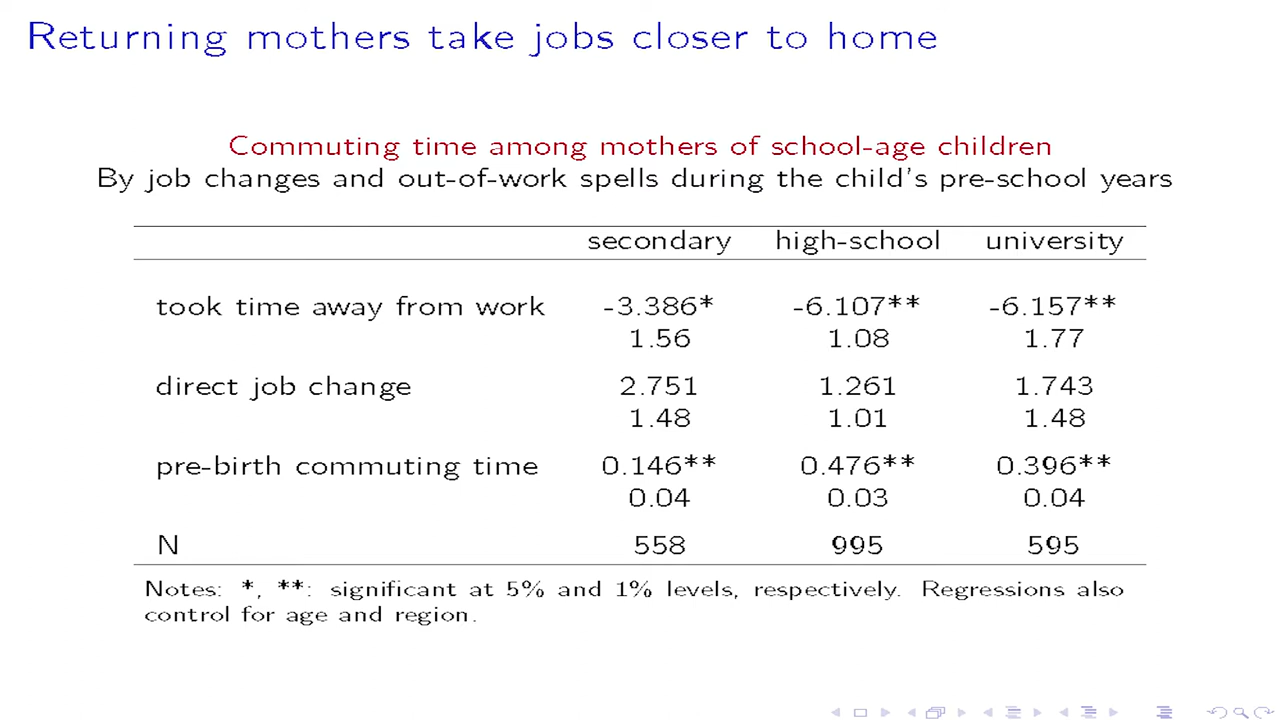 Returning mothers take jobs closer to home
Commuting time among mothers of school-age children
By job changes and out-of-work spells during the child's pre-school years
secondary high-school university
took time away from work -3.386* -6.107** -6.157**
1.56 1.08 1.77
direct job change 2.751 1.261 1.743
1.48 1.01 1.48
pre-birth commuting time 0.146** 0.476** 0.396**
0.04 0.03 0.04
N 558 995 595
Notes: *, **: significant at 5% and 1% levels, respectively. Regressions also
control for age and region.